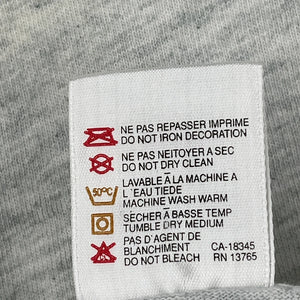 NE PAS REPASSER IMPRIME
DO NOT IRON DECORATION
NE PAS NEITOYER A SEC
DO NOT DRY CLEAN
50°C
LAVABLE À LA MACHINE A
L'EAU TIEDE
MACHINE WASH WARM
SÉCHER À BASSE TEMP
TUMBLE DRY MEDIUM
PAS D'AGENT DE
BLANCHIMENT CA-18345
DO NOT BLEACH RN 13765